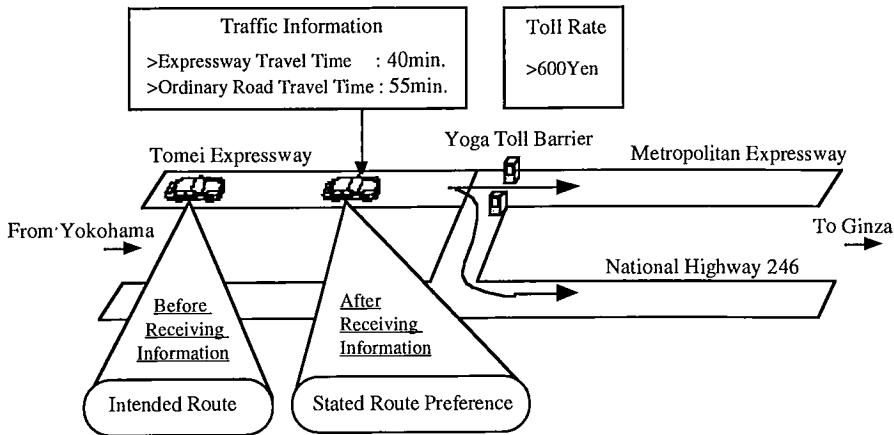 Traffic Information
>Expressway Travel Time : 40min.
>Ordinary Road Travel Time : 55min.
Toll Rate
>600Yen
Yoga Toll Barrier
Tomei Expressway
Metropolitan Expressway
From Yokohama
To Ginza
National Highway 246
Before
Receiving
Information
After
Receiving
Information
Intended Route
Stated Route Preference